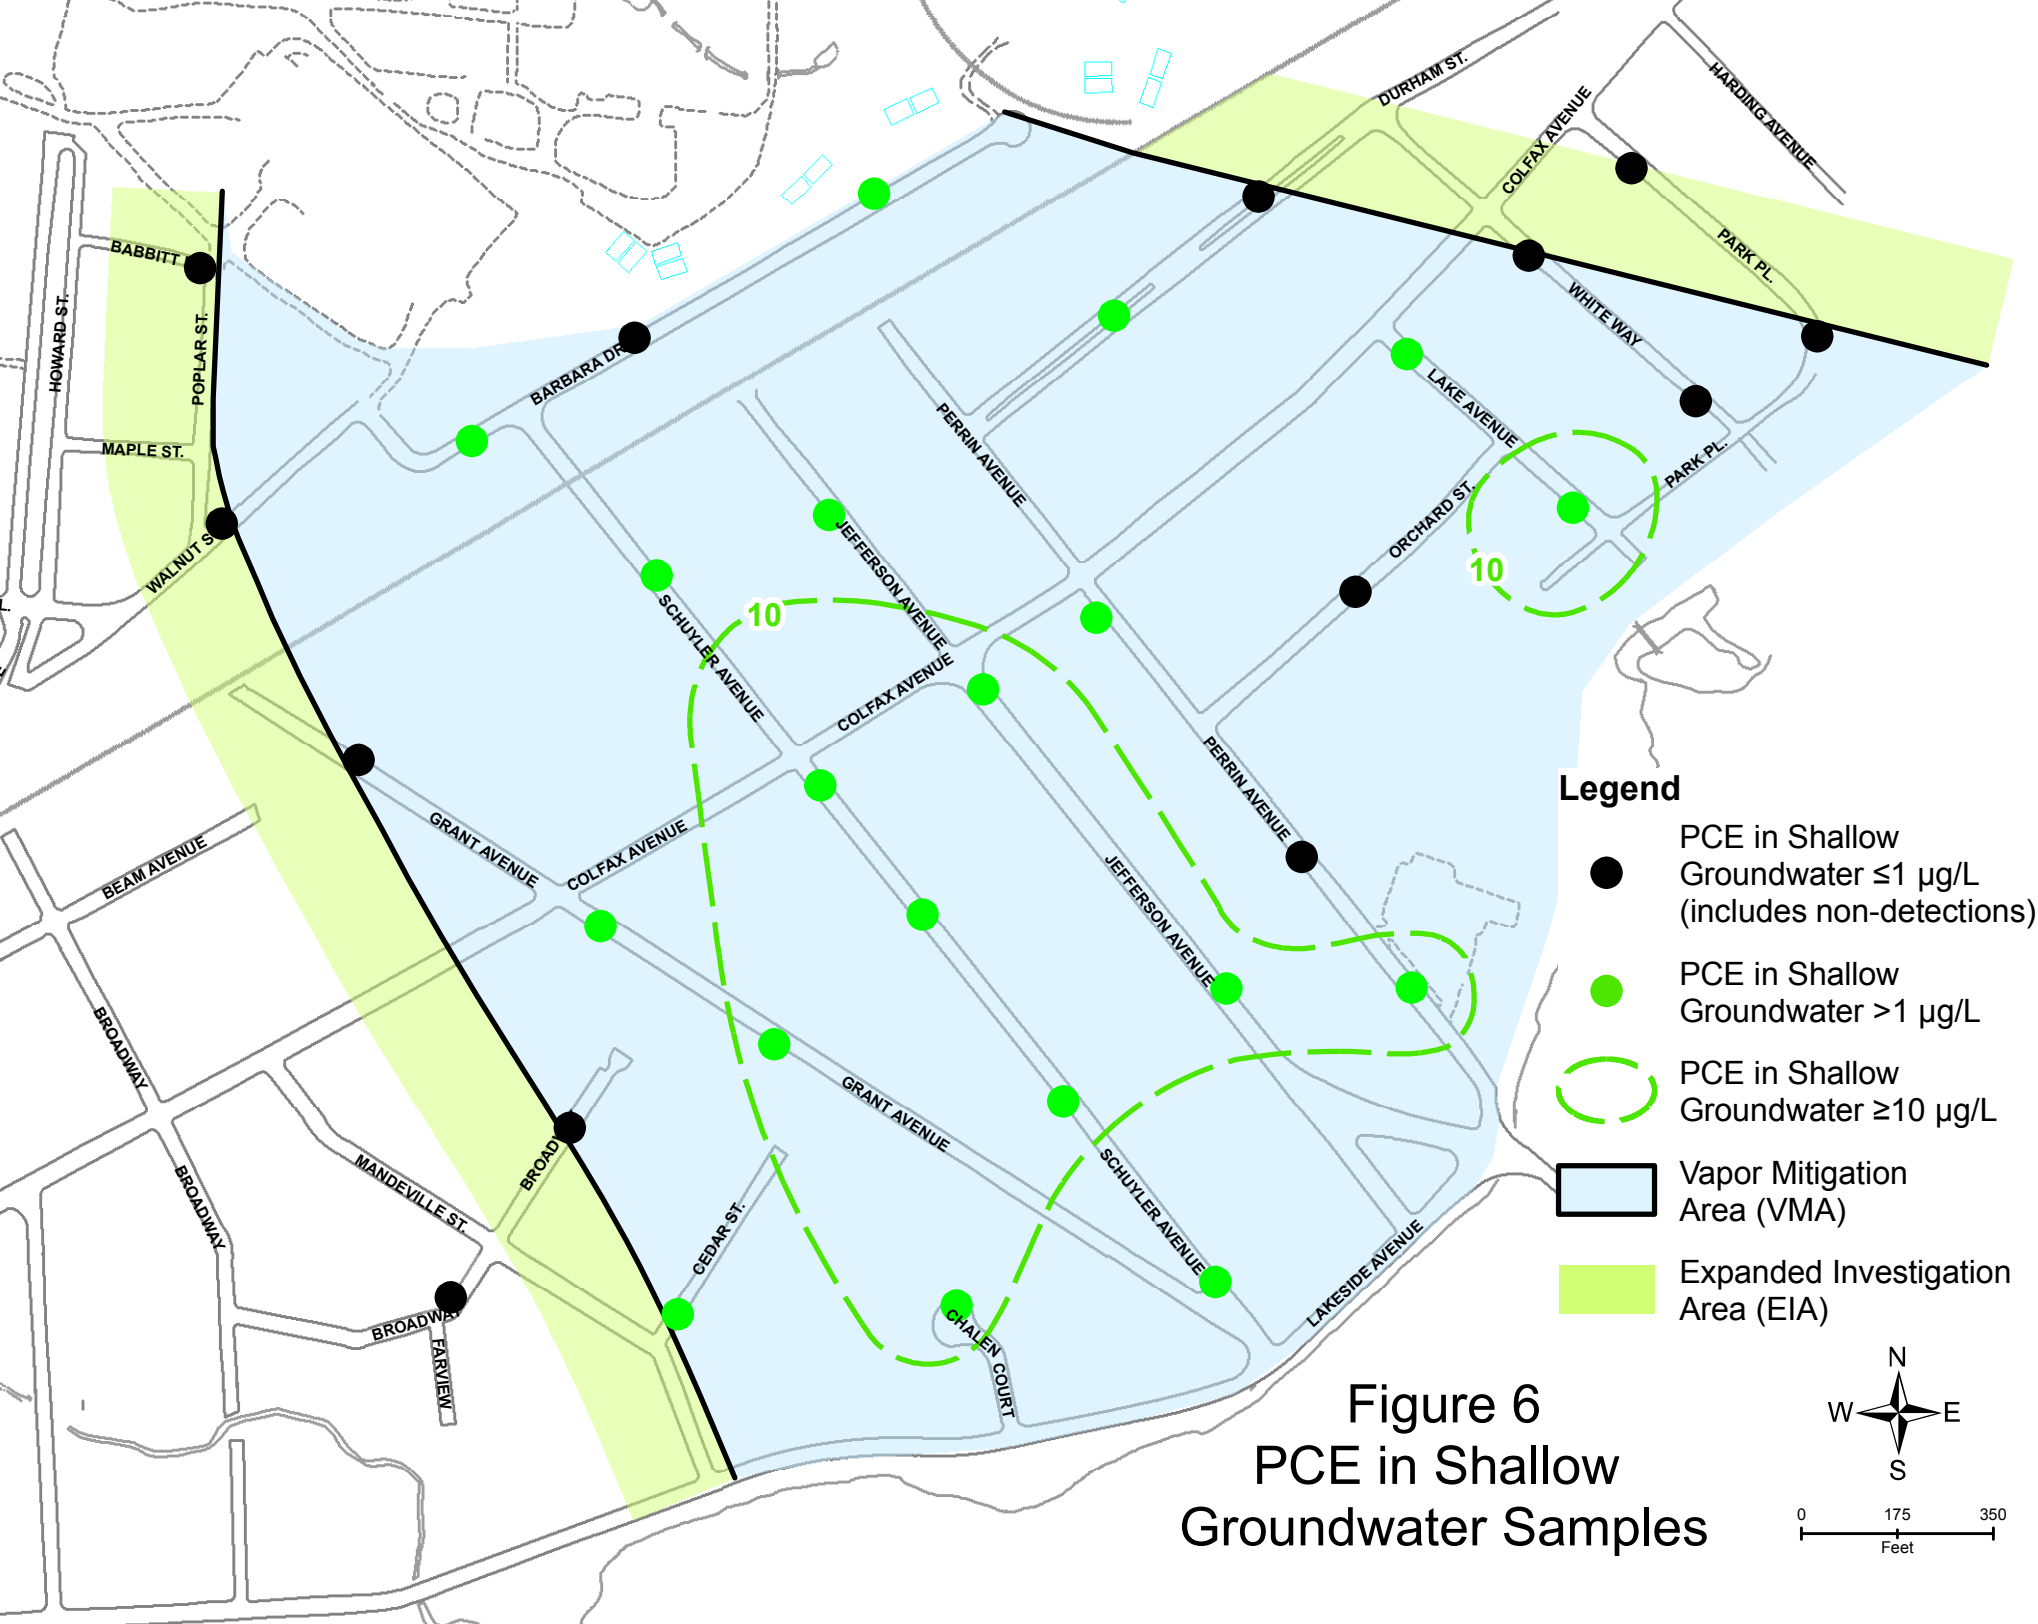 DURHAM ST.
COLFAX AVENUE
HARDING AVENUE
PARK PL.
BABBITT
HOWARD ST.
POPLAR ST.
MAPLE ST.
WALNUT S
BARBARA DR
WHITE WAY
LAKE AVENUE
PARK PL.
ORCHARD ST.
10
PERRIN AVENUE
JEFFERSON AVENUE
SCHUYLER AVENUE
10
COLFAX AVENUE
PERRIN AVENUE
GRANT AVENUE
COLFAX AVENUE
BEAM AVENUE
JEFFERSON AVENUE
BROADWAY
GRANT AVENUE
BROADWAY
MANDEVILLE ST.
BROADW
CEDAR ST.
SCHUYLER AVENUE
LAKESIDE AVENUE
BROADWAY
FARVIEW
CHALEN COURT
Legend
PCE in Shallow
Groundwater ≤1 µg/L
(includes non-detections)
PCE in Shallow
Groundwater >1 µg/L
PCE in Shallow
Groundwater ≥10 µg/L
Vapor Mitigation
Area (VMA)
Expanded Investigation
Area (EIA)
Figure 6
PCE in Shallow
Groundwater Samples
N
W E
S
0 175 350
Feet